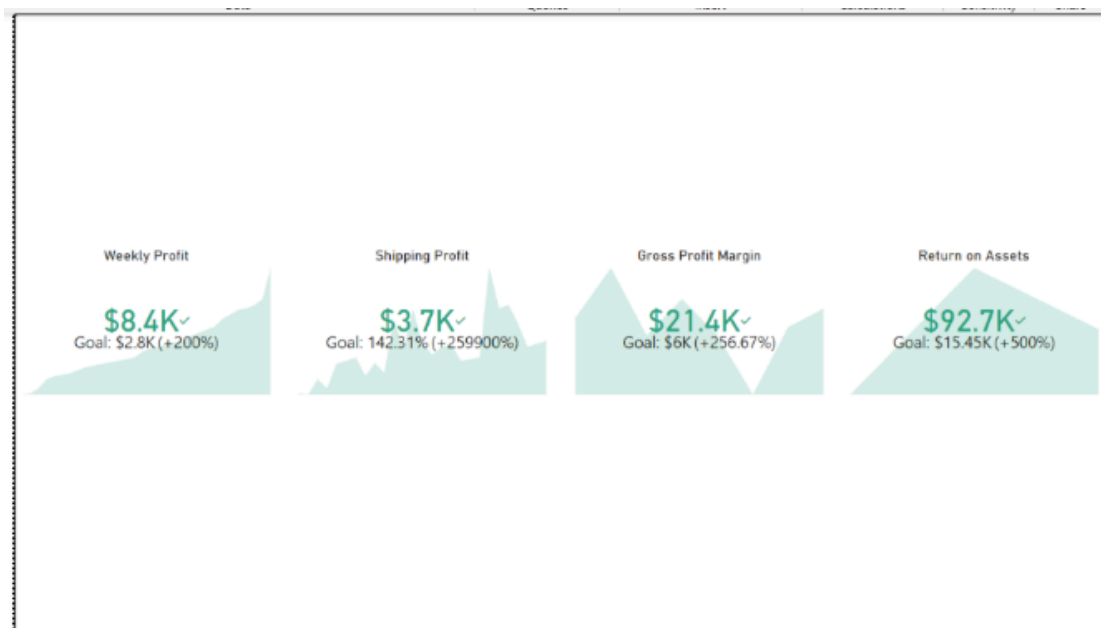 Weekly Profit
$8.4K
Goal: $2.8K (+200%)
Shipping Profit
$3.7K
Goal: 142.31% (+259900%)
Gross Profit Margin
$21.4K
Goal: $6K (+256.67%)
Return on Assets
$92.7K
Goal: $15.45K (+500%)